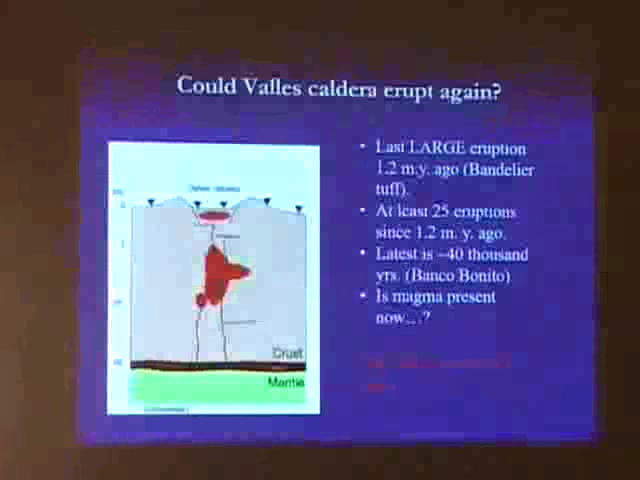 Could Valles caldera erupt again?
• Last LARGE eruption
1.2 m.y. ago (Bandelier
tuff).
• At least 25 eruptions
since 1.2 m. y. ago.
• Latest is ~40 thousand
yrs. (Banco Bonito)
• Is magma present
now…?
Crust
Mantle